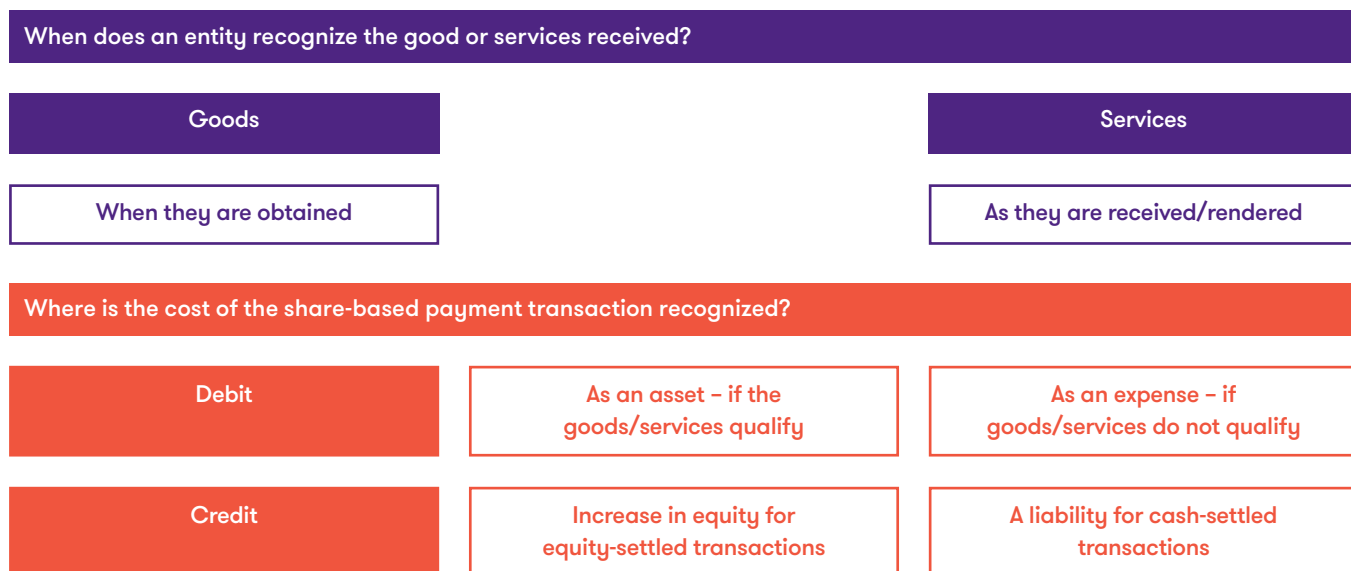 When does an entity recognize the good or services received?
Goods
Services
When they are obtained
As they are received/rendered
Where is the cost of the share-based payment transaction recognized?
Debit
As an asset – if the
goods/services qualify
As an expense – if
goods/services do not qualify
Credit
Increase in equity for
equity-settled transactions
A liability for cash-settled
transactions